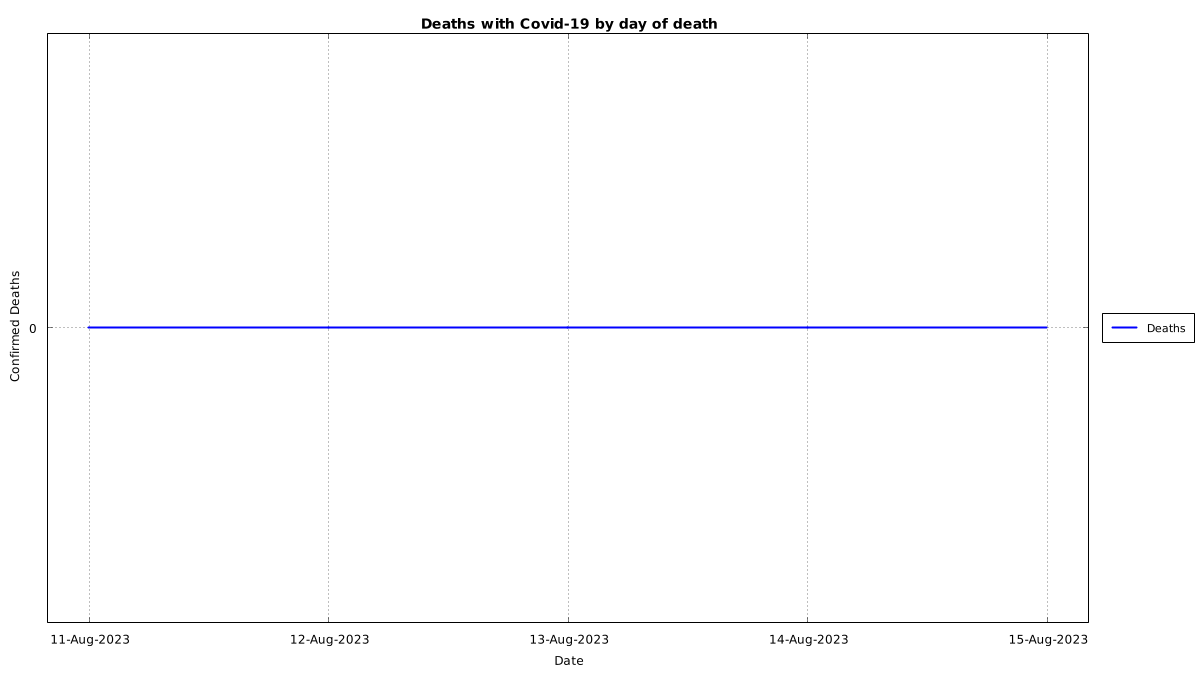 Deaths with Covid-19 by day of death
Confirmed Deaths
0
Deaths
11-Aug-2023
12-Aug-2023
13-Aug-2023
14-Aug-2023
15-Aug-2023
Date